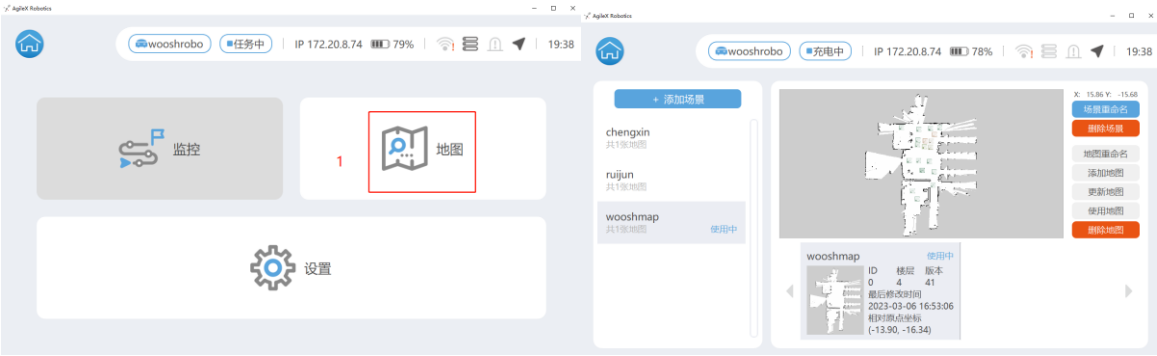 AgileX Robotics
wooshrobo 任务中 IP 172.20.8.74 79% 19:38
监控
1
地图
设置
AgileX Robotics
wooshrobo 充电中 IP 172.20.8.74 78% 19:38
+ 添加场景
chengxin
共1张地图
ruijun
共1张地图
wooshmap
共1张地图 使用中
X: 15.86 Y: -15.68
场景重命名
删除场景
地图重命名
添加地图
更新地图
使用地图
删除地图
wooshmap 使用中
ID 楼层 版本
0 4 41
最后修改时间
2023-03-06 16:53:06
相对原点坐标
(-13.90, -16.34)